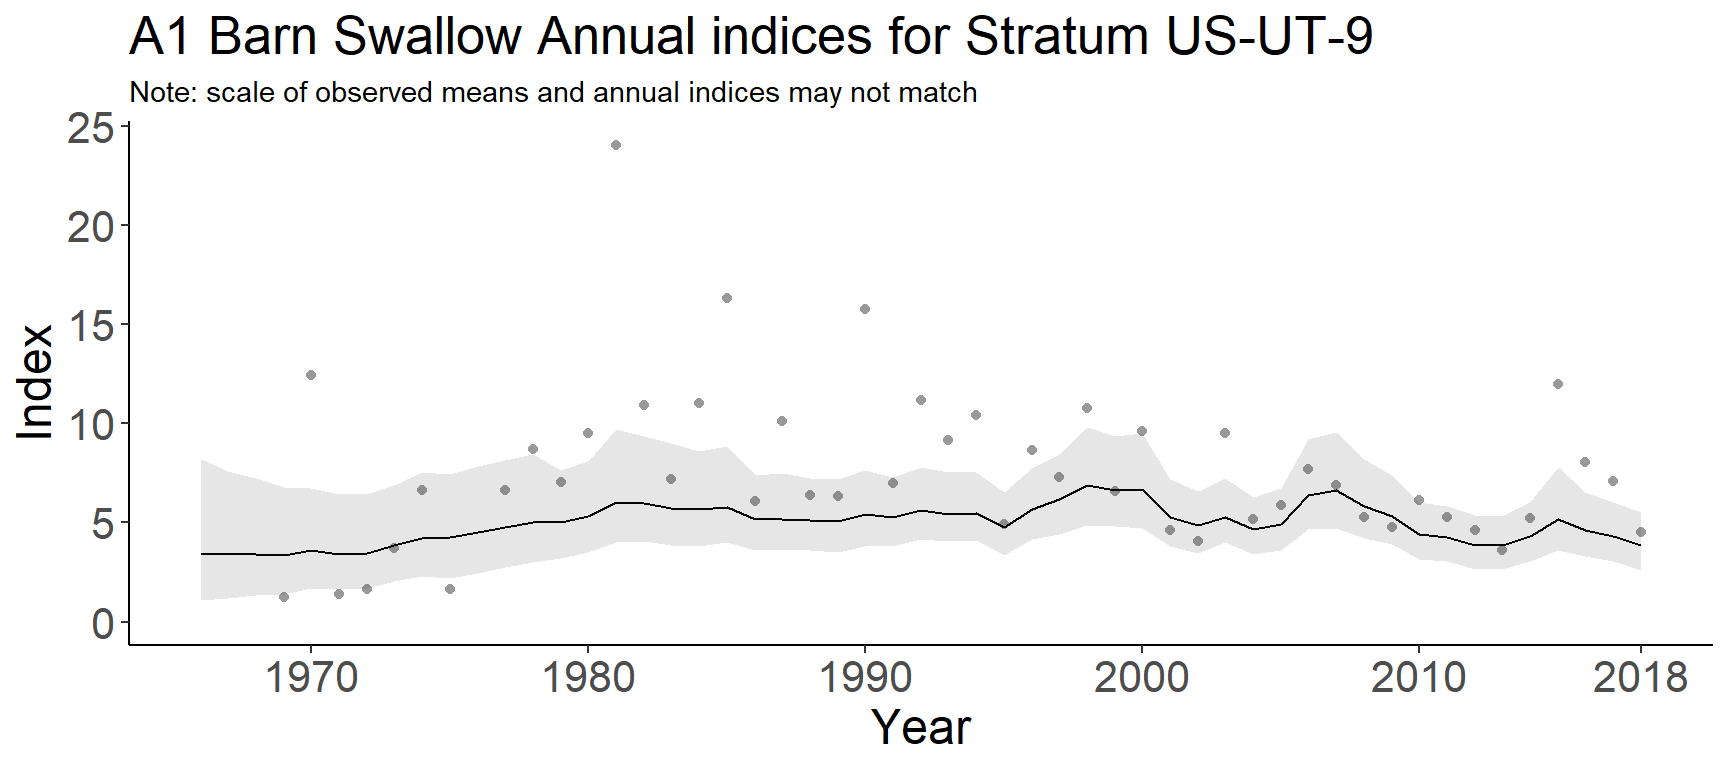 A1 Barn Swallow Annual indices for Stratum US-UT-9
Note: scale of observed means and annual indices may not match
25
20
15
10
5
0
Index
1970 1980 1990 2000 2010 2018
Year